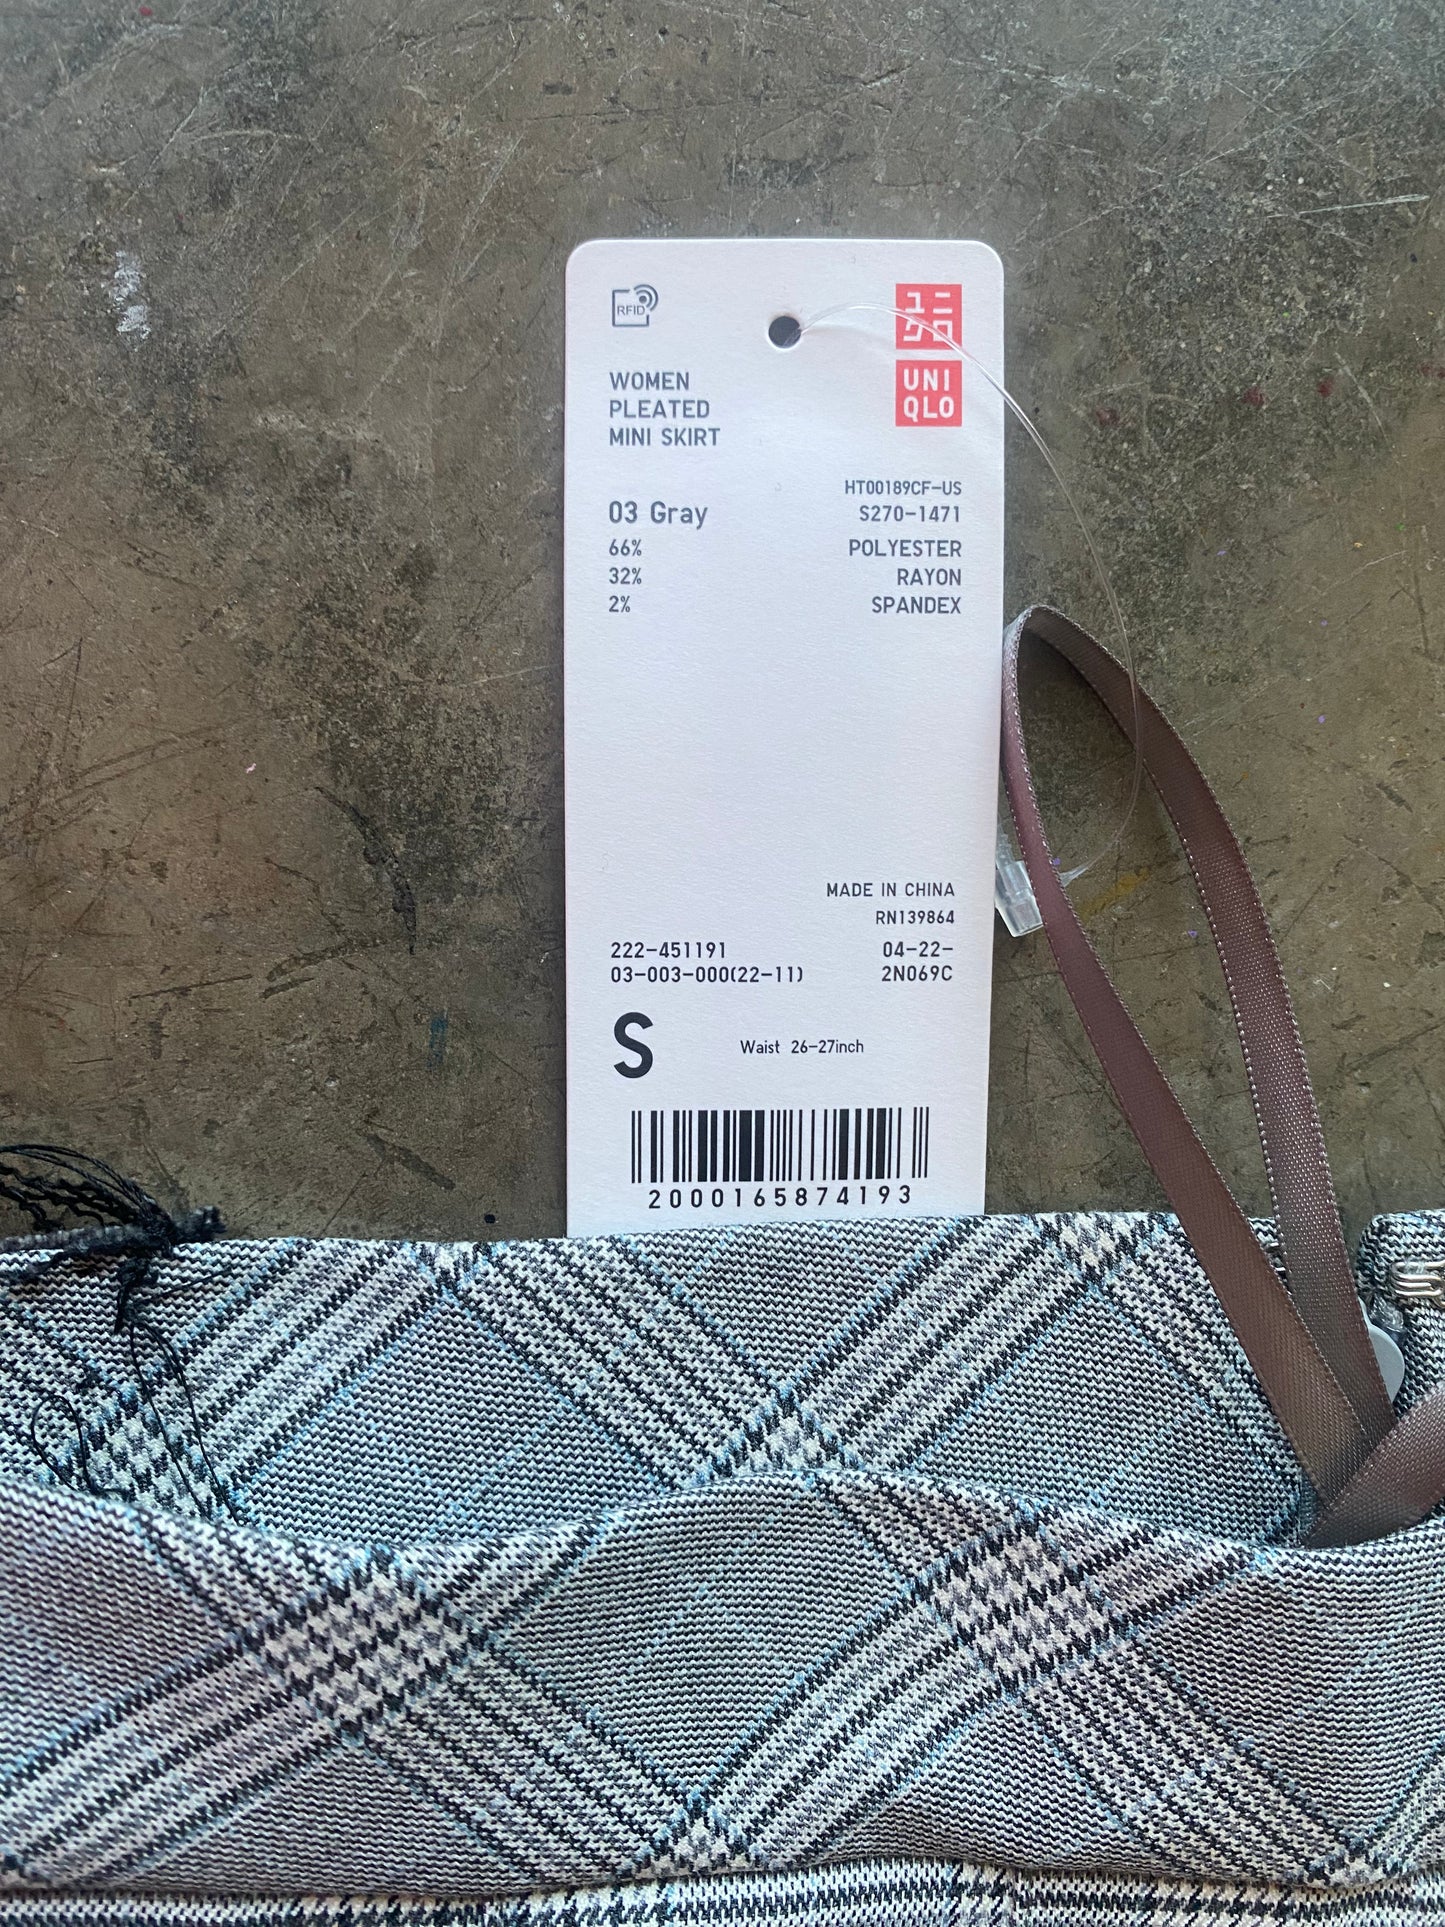 RFID
ユニ
クロ
UNI
QLO
WOMEN
PLEATED
MINI SKIRT
HT00189CF-US
03 Gray S270-1471
66% POLYESTER
32% RAYON
2% SPANDEX
MADE IN CHINA
RN139864
222-451191 04-22-
03-003-000(22-11) 2N069C
S Waist 26-27inch
2000165874193